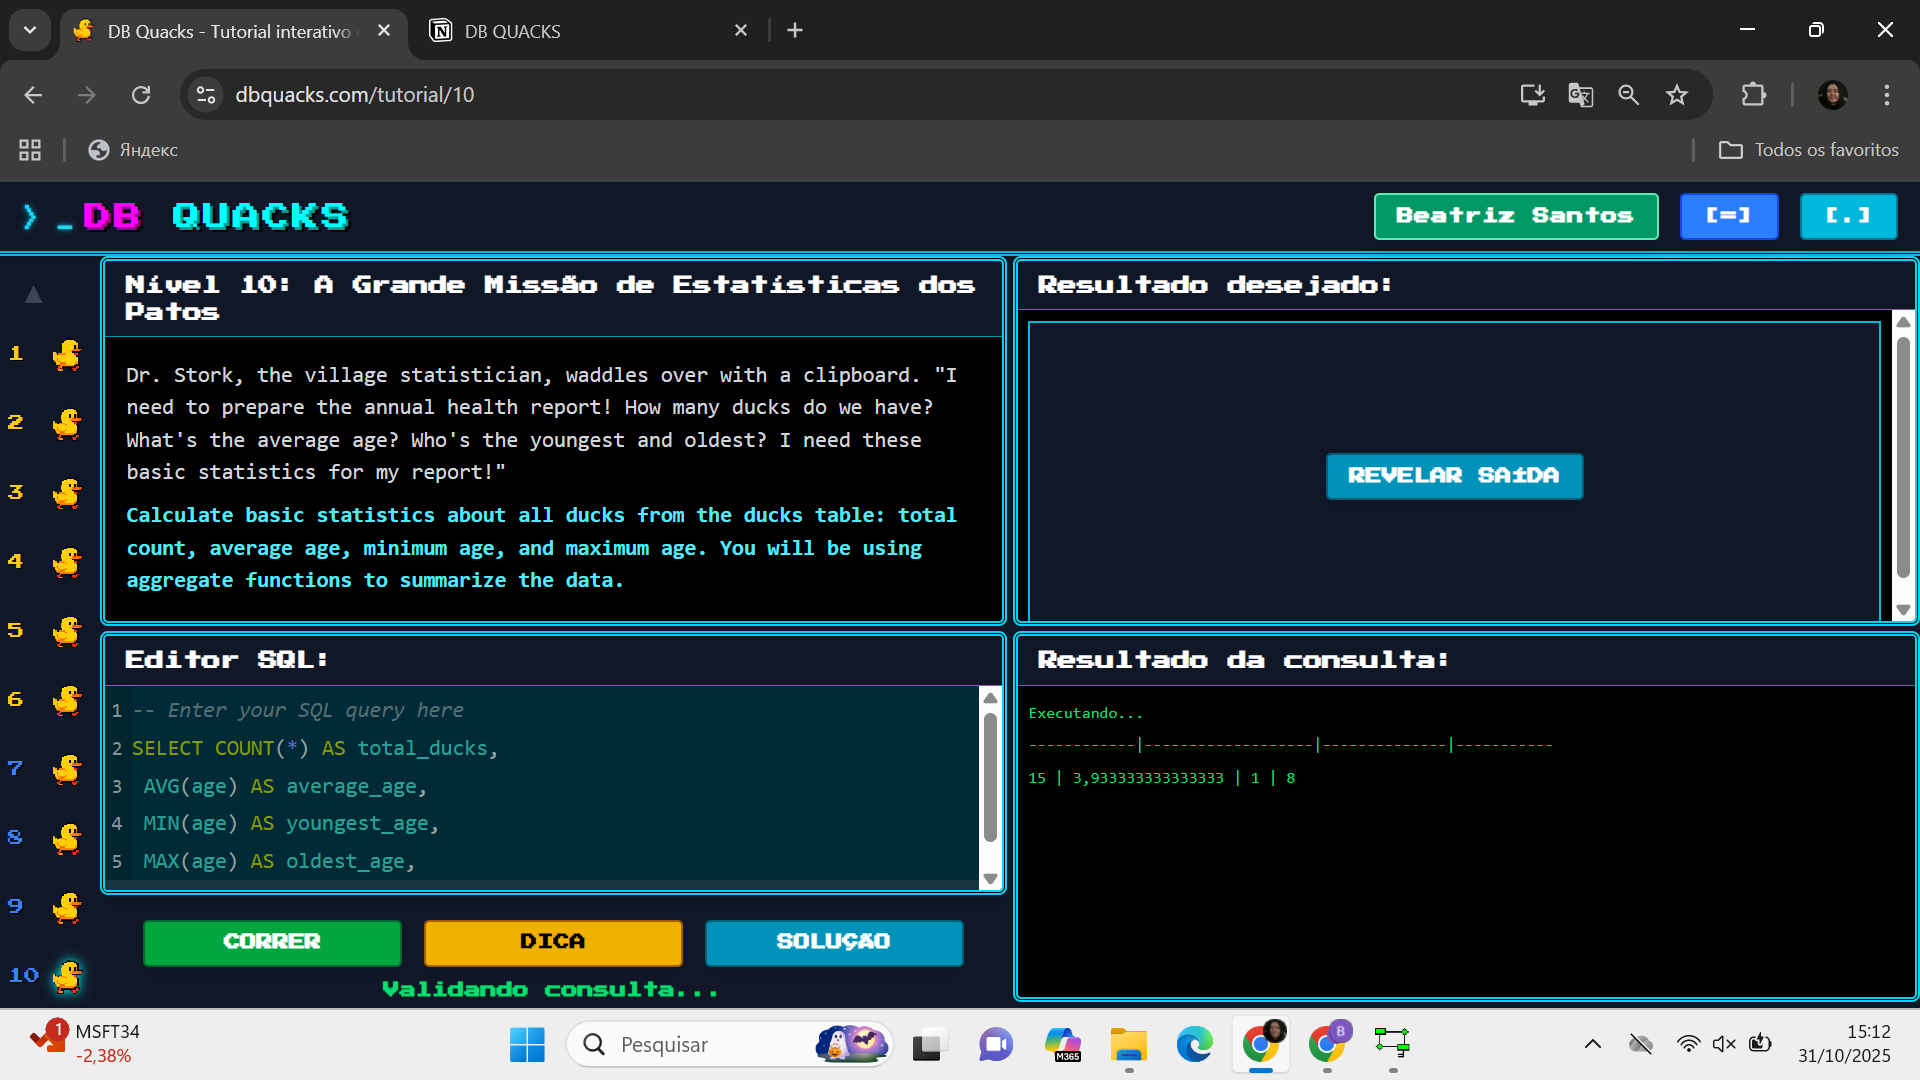 DB Quacks - Tutorial interativo
DB QUACKS
dbquacks.com/tutorial/10
Яндекс
Todos os favoritos
❯ _DB QUACKS
Beatriz Santos
[=]
[.]
1
2
3
4
5
6
7
8
9
10
Nível 10: A Grande Missão de Estatísticas dos
Patos
Dr. Stork, the village statistician, waddles over with a clipboard. "I
need to prepare the annual health report! How many ducks do we have?
What's the average age? Who's the youngest and oldest? I need these
basic statistics for my report!"
Calculate basic statistics about all ducks from the ducks table: total
count, average age, minimum age, and maximum age. You will be using
aggregate functions to summarize the data.
Resultado desejado:
REVELAR SAíDA
Editor SQL:
1 -- Enter your SQL query here
2 SELECT COUNT(*) AS total_ducks,
3 AVG(age) AS average_age,
4 MIN(age) AS youngest_age,
5 MAX(age) AS oldest_age,
CORRER
DICA
SOLUÇÃO
Validando consulta...
Resultado da consulta:
Executando...
------------|-------------------|--------------|-----------
15 | 3,933333333333333 | 1 | 8
1
MSFT34
-2,38%
Pesquisar
M365
B
15:12
31/10/2025